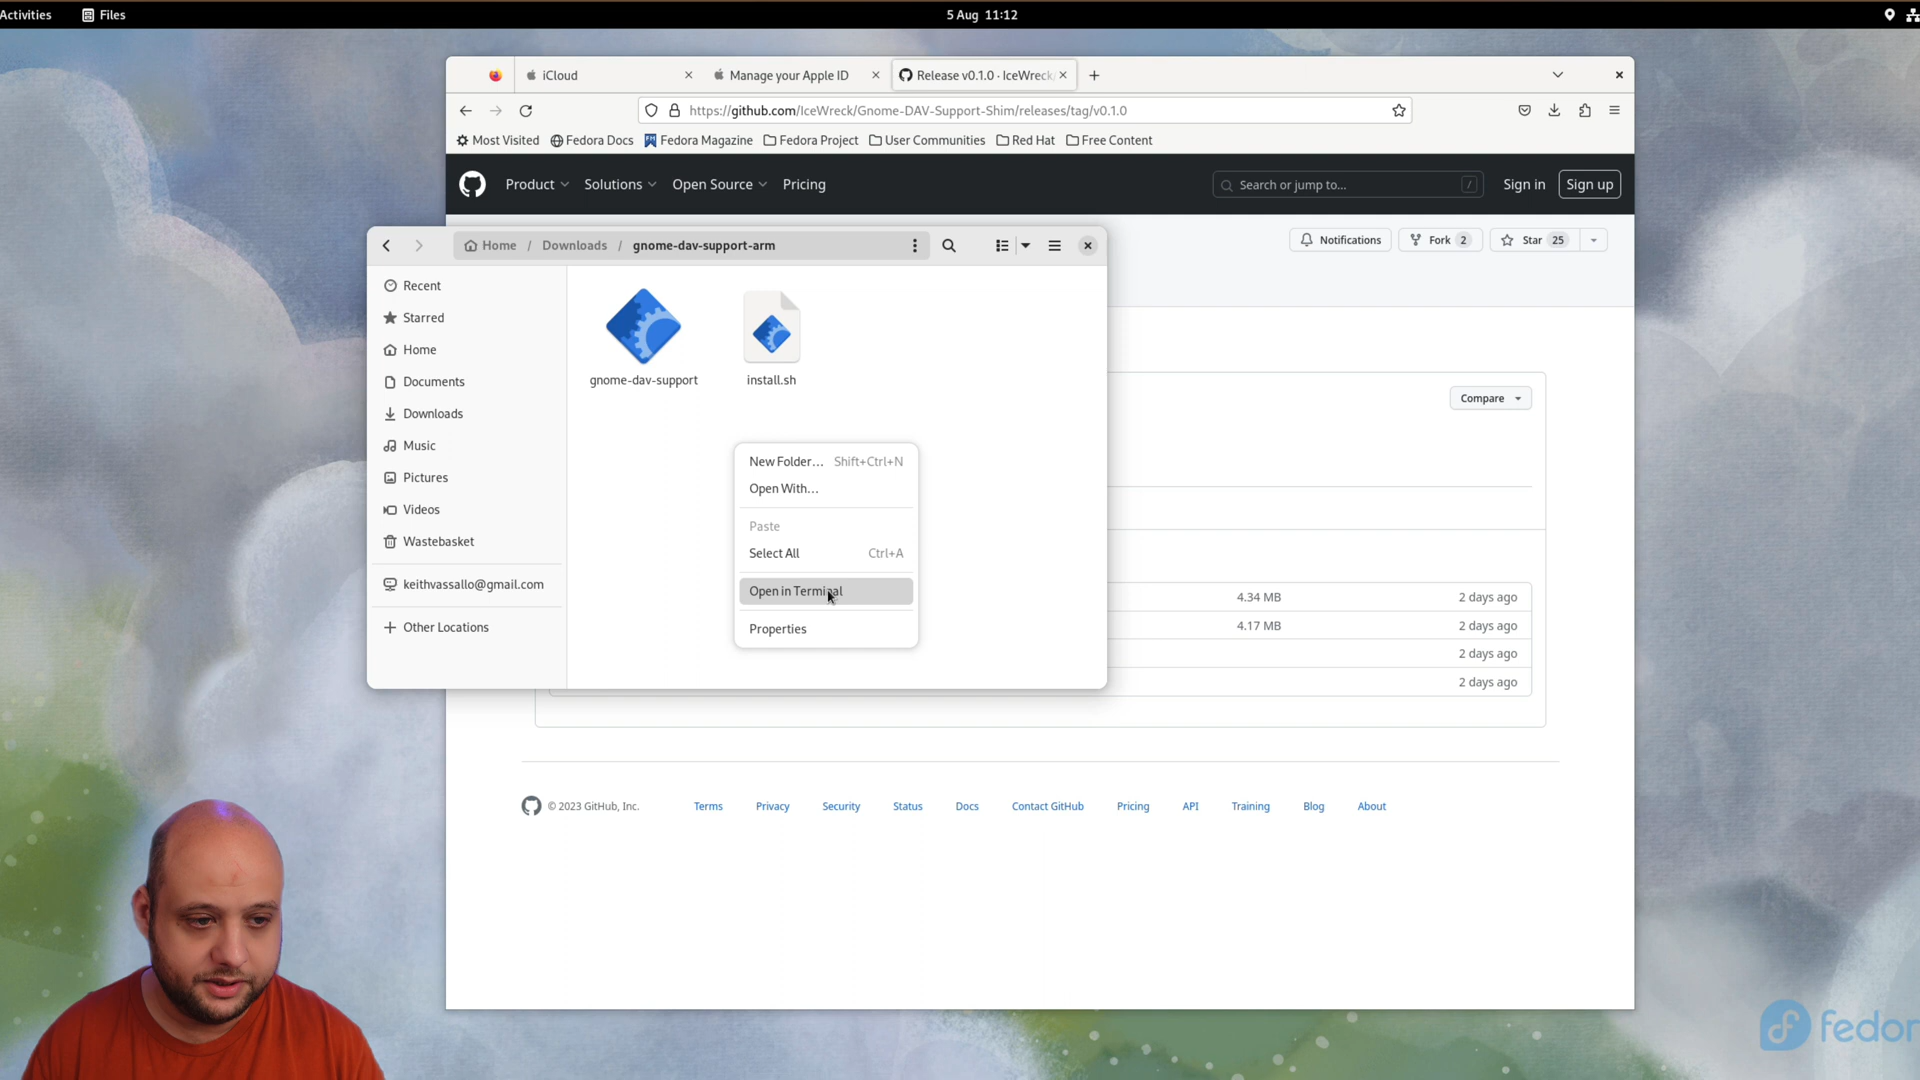 Activities
Files
5 Aug 11:12
iCloud
Manage your Apple ID
Release v0.1.0 · IceWreck
https://github.com/IceWreck/Gnome-DAV-Support-Shim/releases/tag/v0.1.0
Most Visited
Fedora Docs
Fedora Magazine
Fedora Project
User Communities
Red Hat
Free Content
Product
Solutions
Open Source
Pricing
Search or jump to...
/
Sign in
Sign up
Home / Downloads / gnome-dav-support-arm
Notifications
Fork 2
Star 25
Recent
Starred
Home
Documents
Downloads
Music
Pictures
Videos
Wastebasket
keithvassallo@gmail.com
Other Locations
gnome-dav-support
install.sh
New Folder... Shift+Ctrl+N
Open With...
Paste
Select All Ctrl+A
Open in Terminal
Properties
Compare
4.34 MB 2 days ago
4.17 MB 2 days ago
2 days ago
2 days ago
© 2023 GitHub, Inc.
Terms
Privacy
Security
Status
Docs
Contact GitHub
Pricing
API
Training
Blog
About
fedor